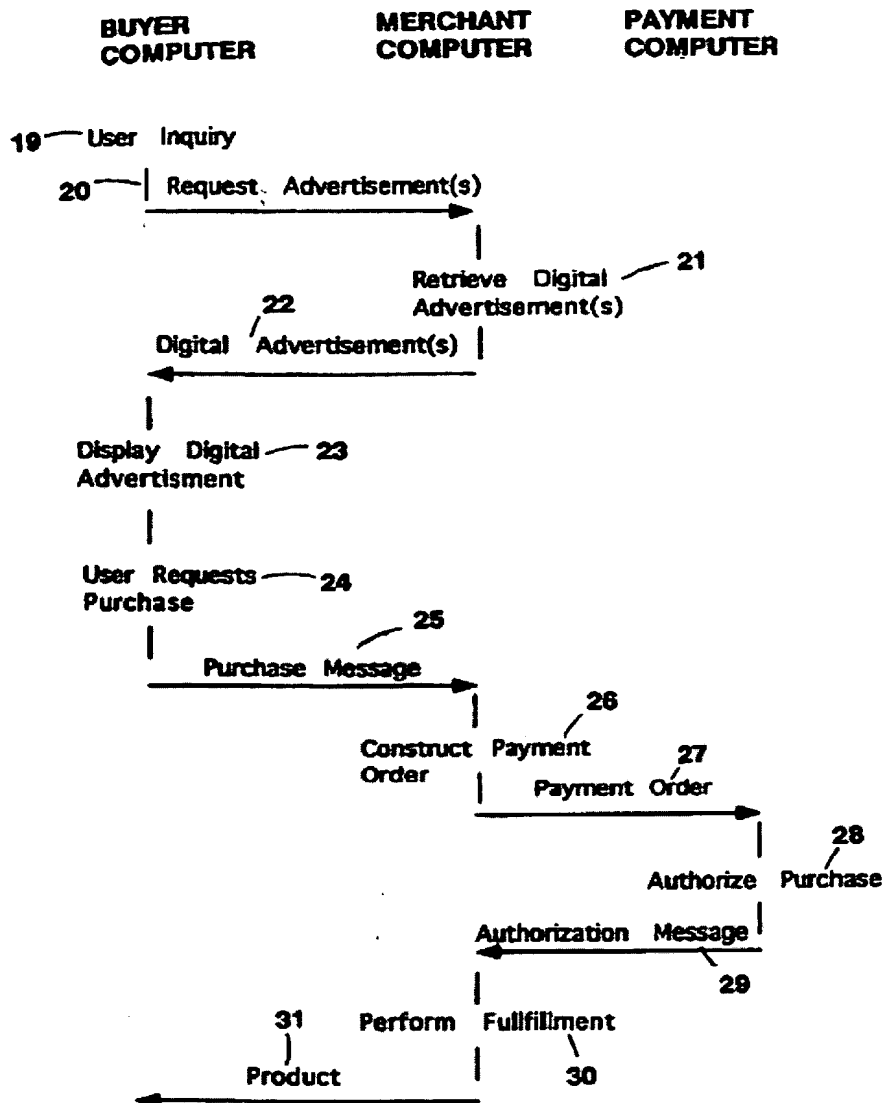 BUYER COMPUTER
MERCHANT COMPUTER
PAYMENT COMPUTER
19 User Inquiry
20 Request Advertisement(s)
Retrieve Digital 21
Advertisement(s)
22
Digital Advertisement(s)
Display Digital 23
Advertisment
User Requests 24
Purchase
25
Purchase Message
26
Construct Payment
Order
27
Payment Order
28
Authorize Purchase
Authorization Message
29
31
Perform Fullfillment
30
Product